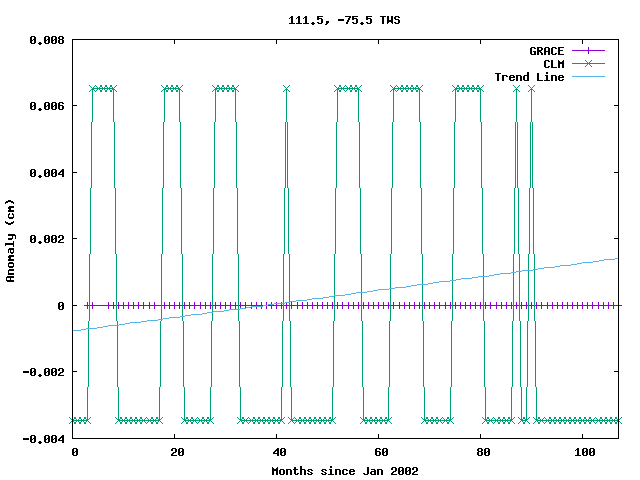 111.5, -75.5 TWS
GRACE
CLM
Trend Line
0.008
0.006
0.004
0.002
0
-0.002
-0.004
Anomaly (cm)
0 20 40 60 80 100
Months since Jan 2002